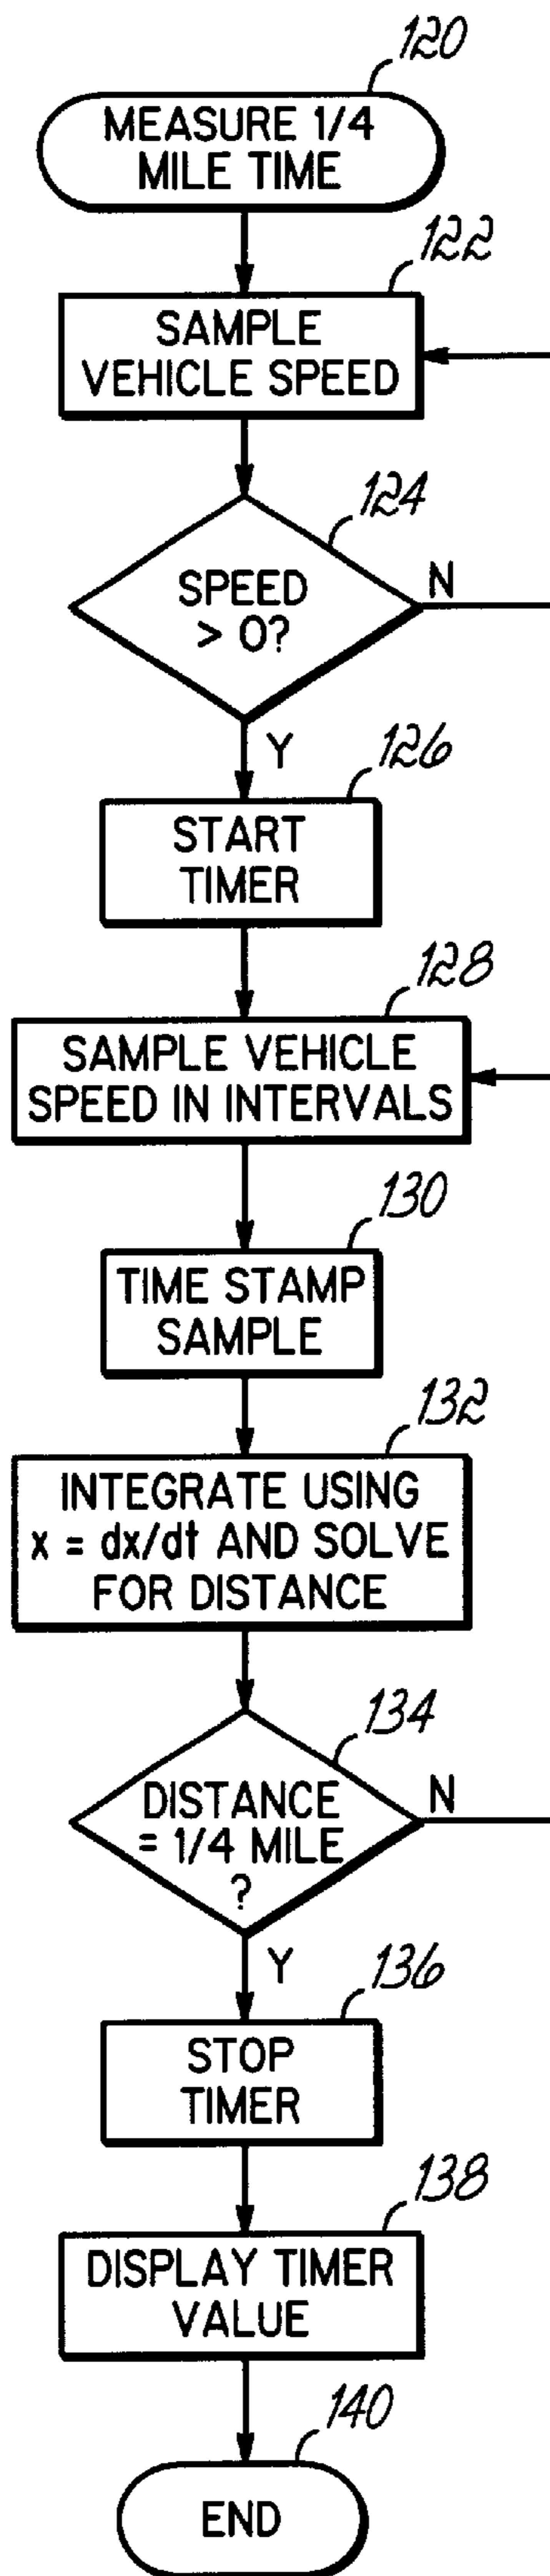 120
MEASURE 1/4
MILE TIME
122
SAMPLE
VEHICLE SPEED
124
SPEED
> 0?
N
Y
126
START
TIMER
128
SAMPLE VEHICLE
SPEED IN INTERVALS
130
TIME STAMP
SAMPLE
132
INTEGRATE USING
x = dx/dt AND SOLVE
FOR DISTANCE
134
DISTANCE
= 1/4 MILE
?
N
Y
136
STOP
TIMER
138
DISPLAY TIMER
VALUE
140
END